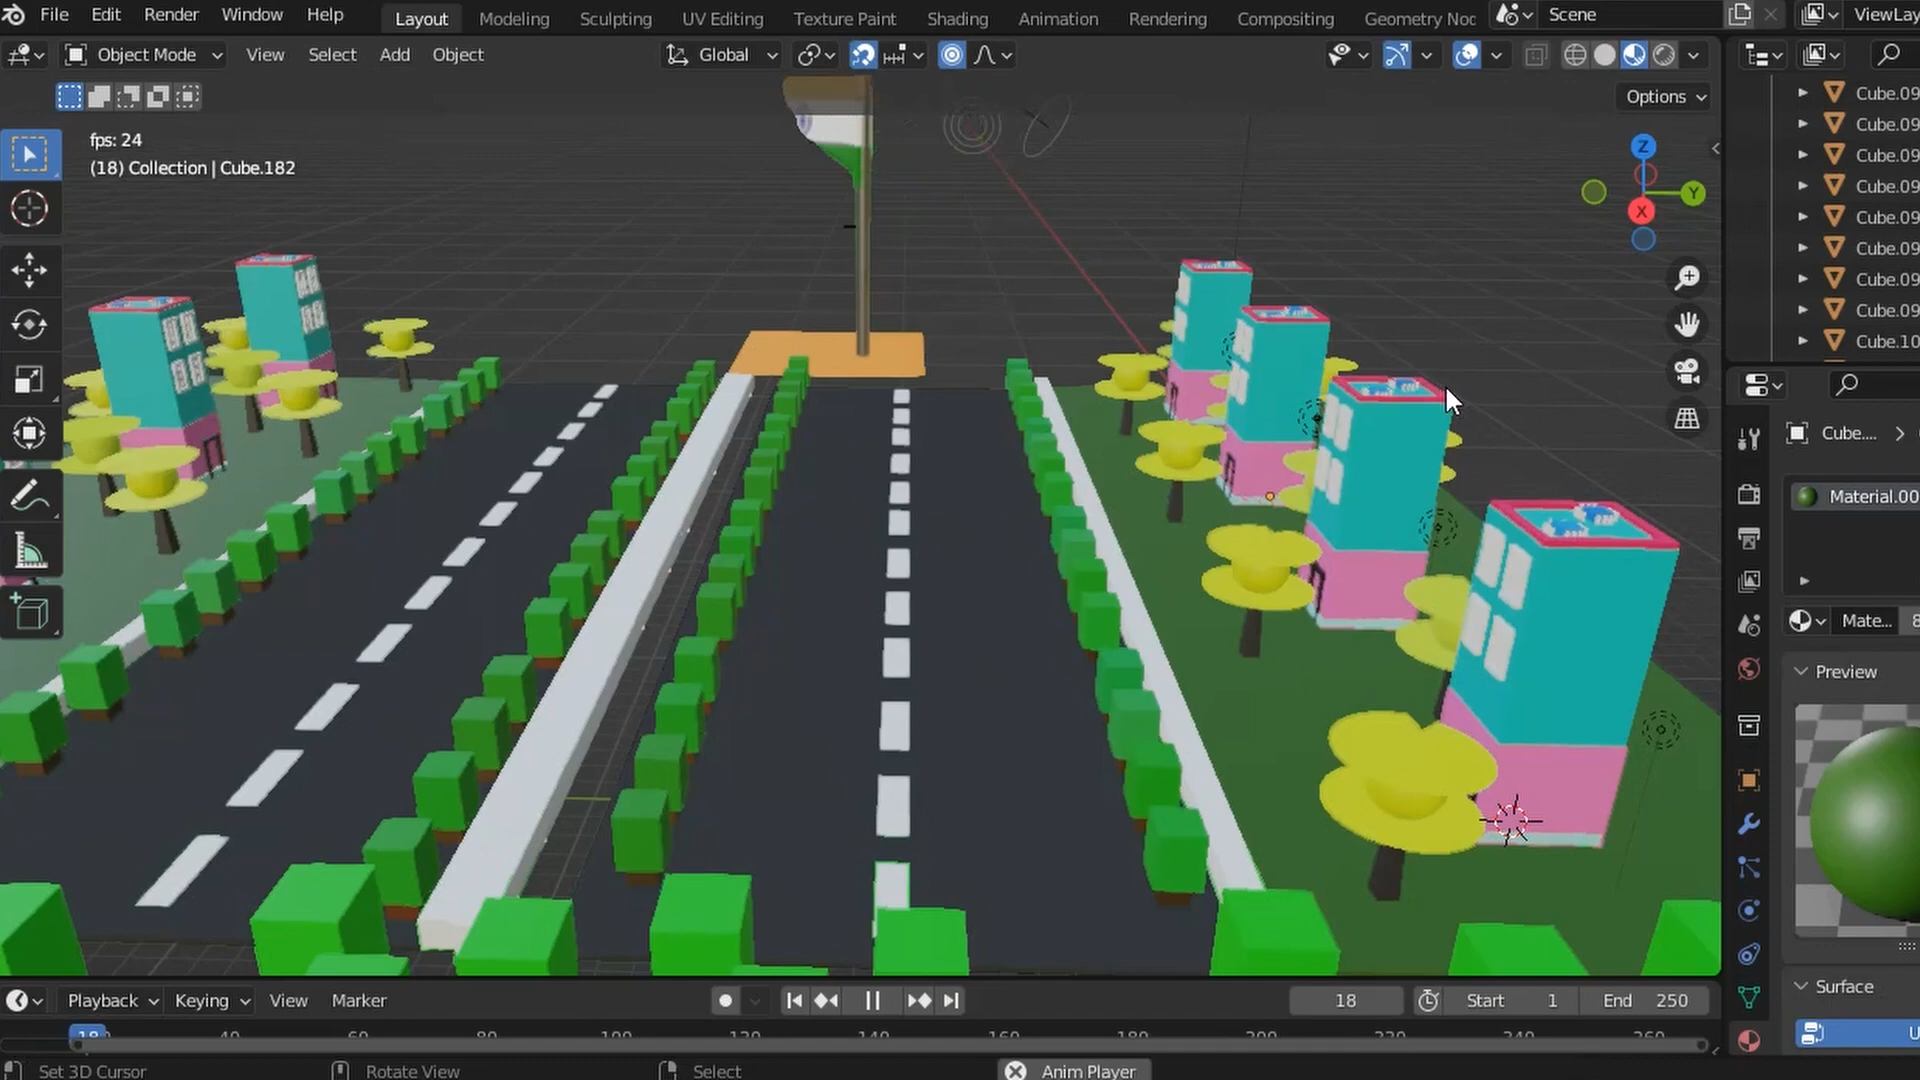 File Edit Render Window Help Layout Modeling Sculpting UV Editing Texture Paint Shading Animation Rendering Compositing Geometry Noc Scene ViewLay
Object Mode View Select Add Object Global
Options
fps: 24
(18) Collection | Cube.182
Z
Y
X
Cube.09
Cube.09
Cube.09
Cube.09
Cube.09
Cube.09
Cube.09
Cube.09
Cube.10
Cube....
Material.00
Mate... 8
Preview
Surface
U
Playback Keying View Marker 18 Start 1 End 250
18 40 60 80 100 120 140 160 180 200 220 240 260
Set 3D Cursor Rotate View Select Anim Player